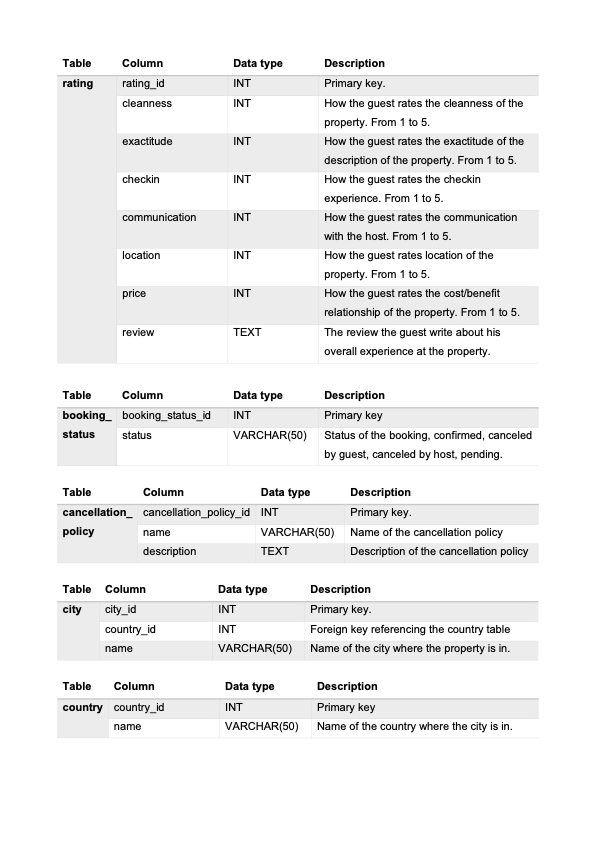 Table Column Data type Description
rating rating_id INT Primary key.
cleanness INT How the guest rates the cleanness of the
property. From 1 to 5.
exactitude INT How the guest rates the exactitude of the
description of the property. From 1 to 5.
checkin INT How the guest rates the checkin
experience. From 1 to 5.
communication INT How the guest rates the communication
with the host. From 1 to 5.
location INT How the guest rates location of the
property. From 1 to 5.
price INT How the guest rates the cost/benefit
relationship of the property. From 1 to 5.
review TEXT The review the guest write about his
overall experience at the property.
Table Column Data type Description
booking_ booking_status_id INT Primary key
status status VARCHAR(50) Status of the booking, confirmed, canceled
by guest, canceled by host, pending.
Table Column Data type Description
cancellation_ cancellation_policy_id INT Primary key.
policy name VARCHAR(50) Name of the cancellation policy
description TEXT Description of the cancellation policy
Table Column Data type Description
city city_id INT Primary key.
country_id INT Foreign key referencing the country table
name VARCHAR(50) Name of the city where the property is in.
Table Column Data type Description
country country_id INT Primary key
name VARCHAR(50) Name of the country where the city is in.